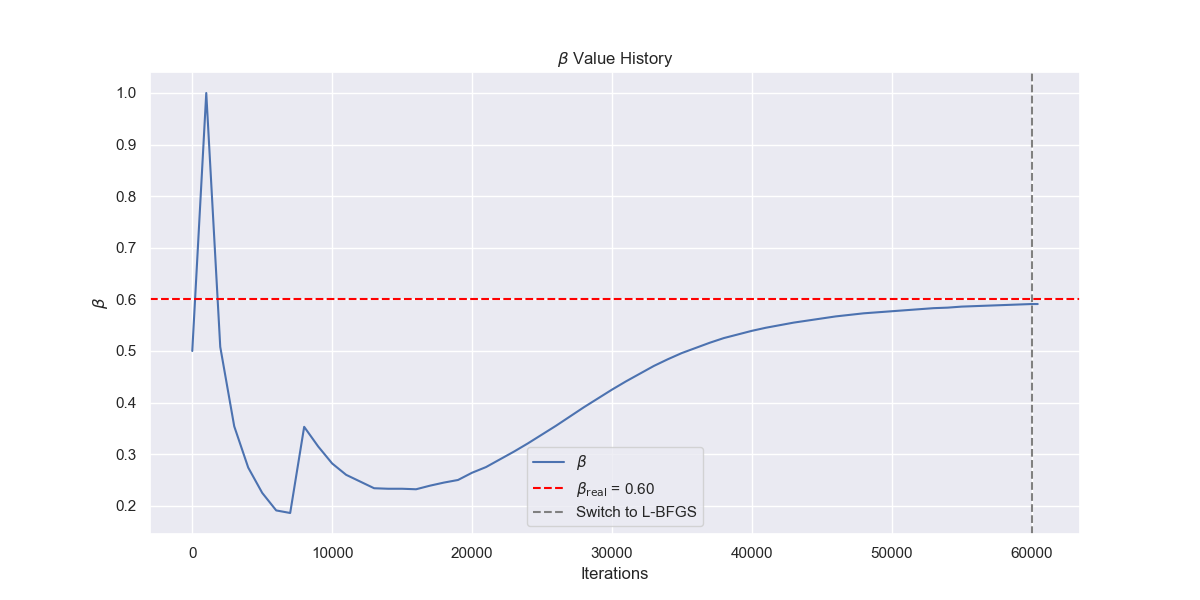 β Value History
1.0
0.9
0.8
0.7
0.6
0.5
0.4
0.3
0.2
β
β
β_real = 0.60
Switch to L-BFGS
0 10000 20000 30000 40000 50000 60000
Iterations